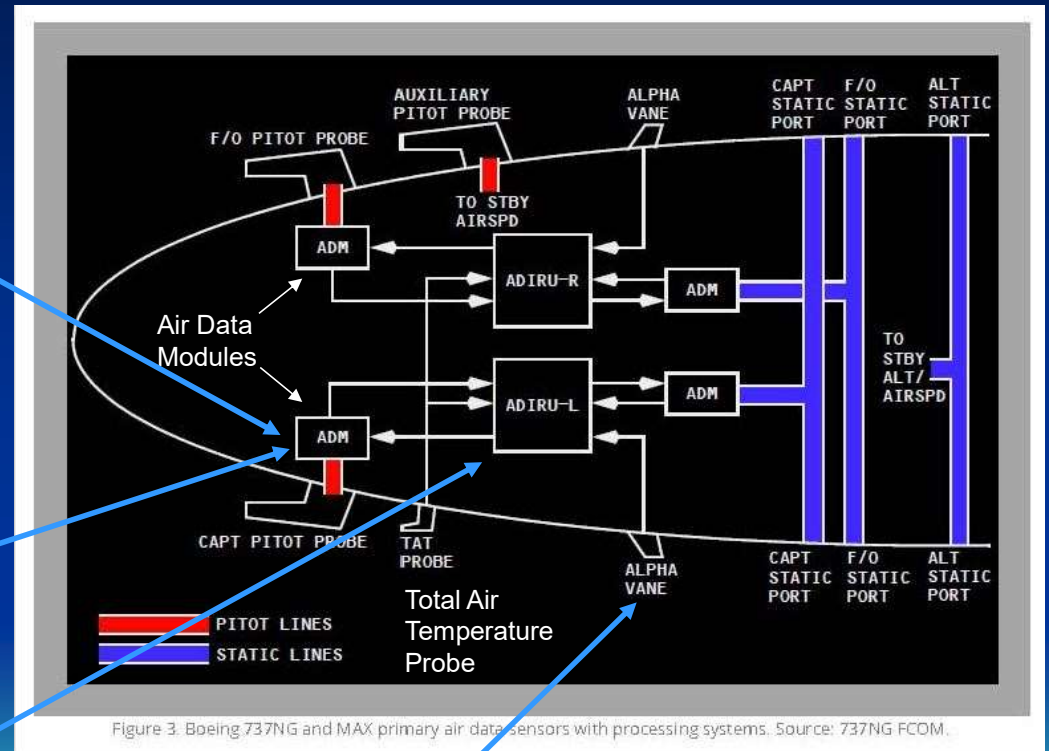 AUXILIARY
PITOT PROBE
ALPHA
VANE
CAPT
STATIC
PORT
F/O
STATIC
PORT
ALT
STATIC
PORT
F/O PITOT PROBE
TO STBY
AIRSPD
ADM
ADIRU-R
ADM
Air Data
Modules
TO
STBY
ALT/
AIRSPD
ADIRU-L
ADM
ADM
CAPT PITOT PROBE
TAT
PROBE
ALPHA
VANE
CAPT
STATIC
PORT
F/O
STATIC
PORT
ALT
STATIC
PORT
Total Air
Temperature
Probe
PITOT LINES
STATIC LINES
Figure 3. Boeing 737NG and MAX primary air data sensors with processing systems. Source: 737NG FCOM.